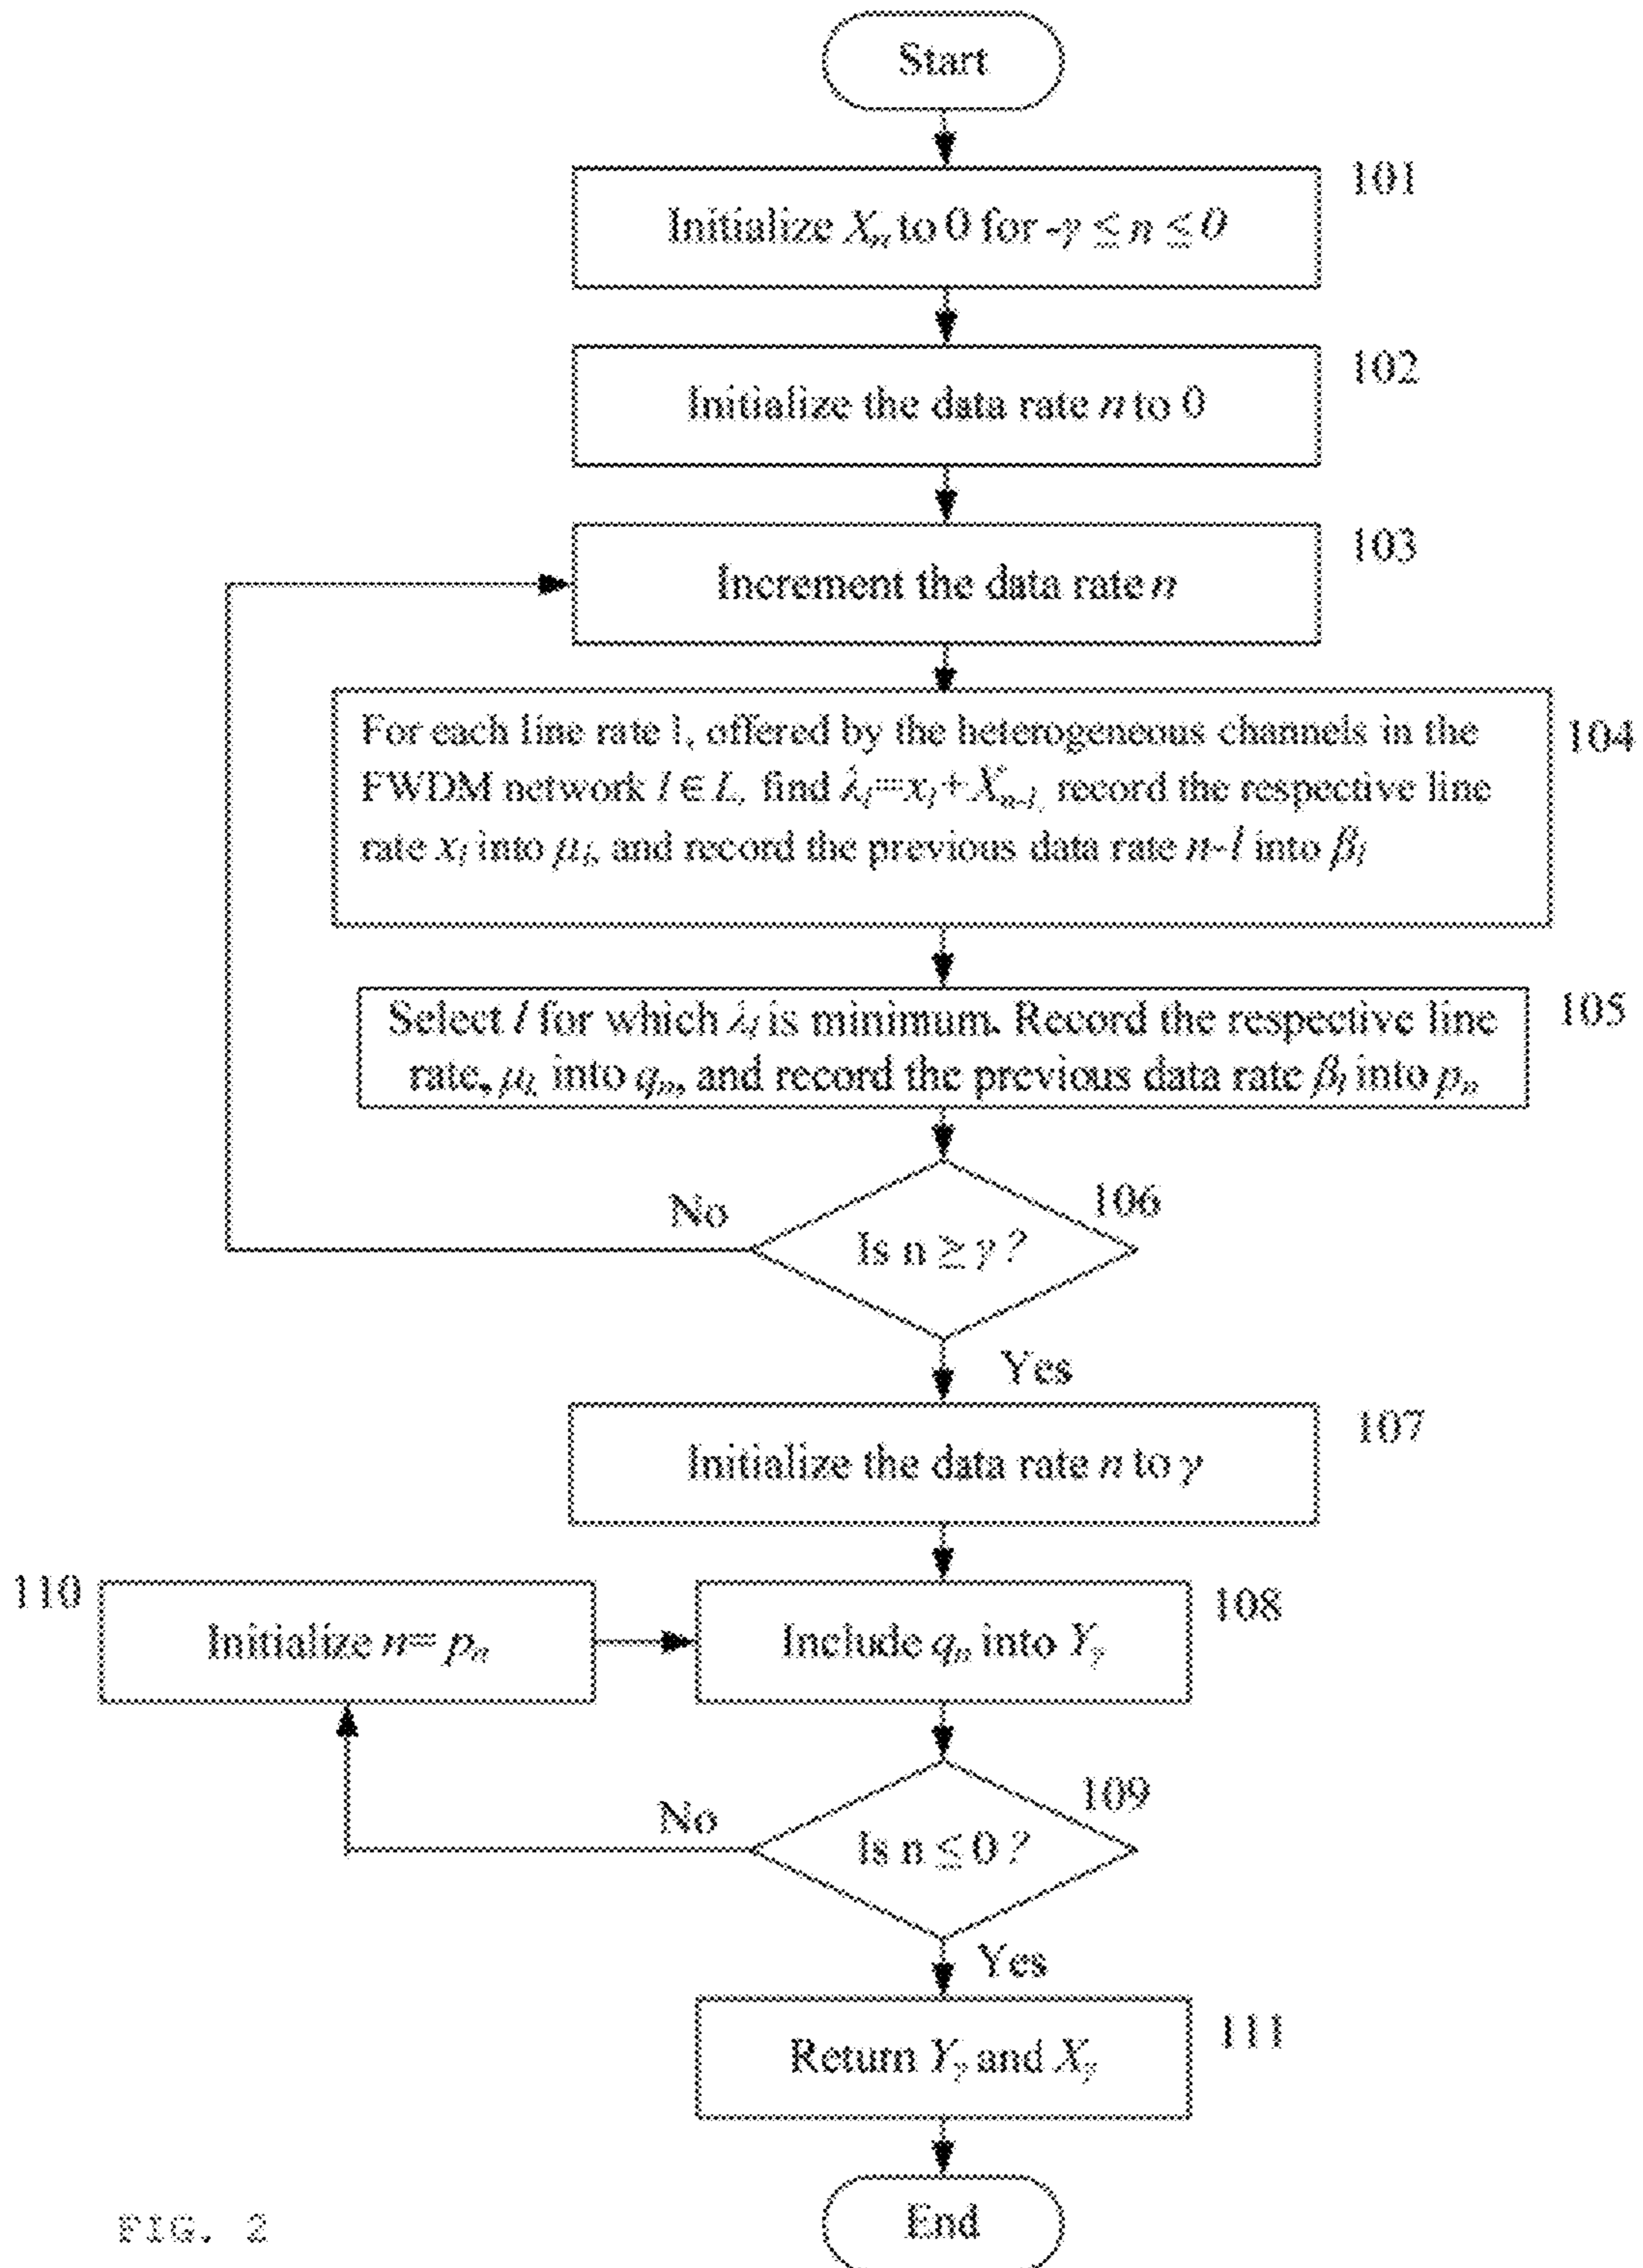 Start
101
Initialize Xₙ to 0 for -γ ≤ n ≤ 0
102
Initialize the data rate n to 0
103
Increment the data rate n
104
For each line rate l, offered by the heterogeneous channels in the
FWDM network l ∈ L, find λₗ=xₗ+Xₙ₋ₗ, record the respective line
rate xₗ into μₗ, and record the previous data rate n-l into βₗ
105
Select l for which λₗ is minimum. Record the respective line
rate, μₗ, into qₙ, and record the previous data rate βₗ into pₙ
106
No
Is n ≥ γ ?
Yes
107
Initialize the data rate n to γ
110
Initialize n= pₙ
108
Include qₙ into Yᵧ
109
No
Is n ≤ 0 ?
Yes
111
Return Yᵧ and Xᵧ
End
FIG. 2